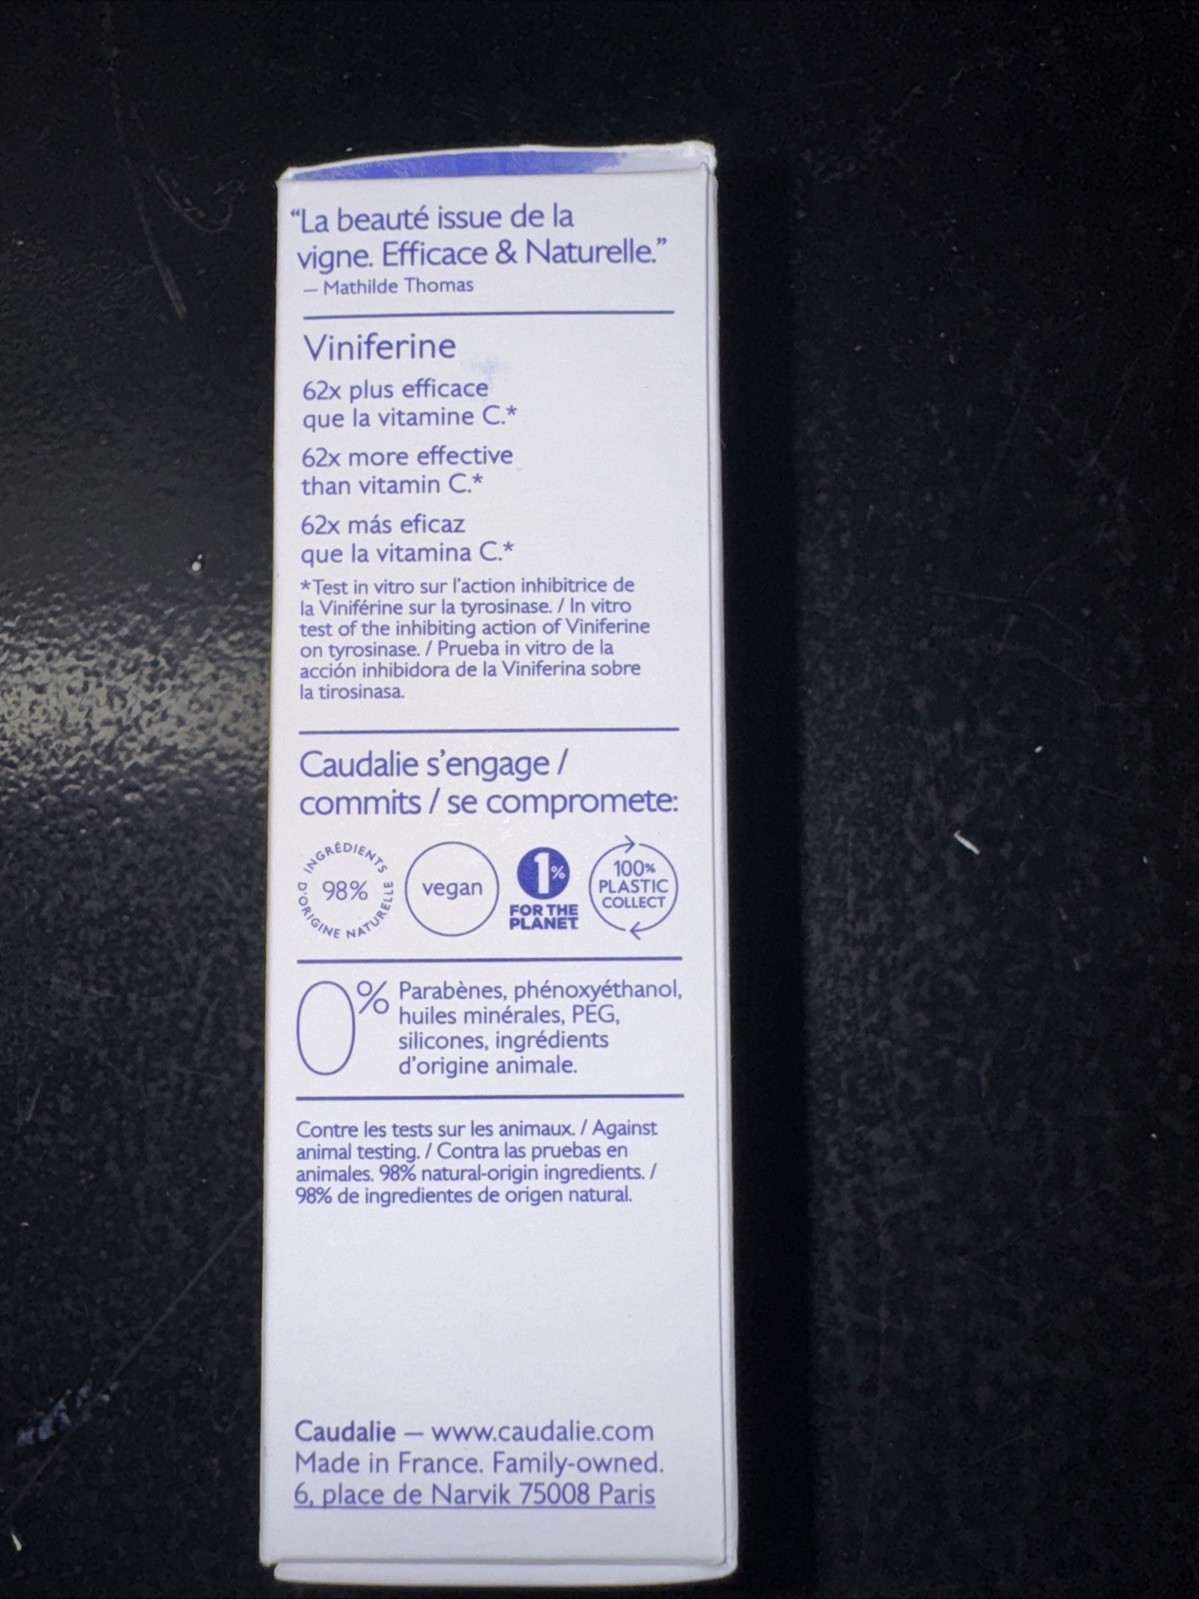 “La beauté issue de la
vigne. Efficace & Naturelle.”
— Mathilde Thomas
Viniferine
62x plus efficace
que la vitamine C.*
62x more effective
than vitamin C.*
62x más eficaz
que la vitamina C.*
*Test in vitro sur l'action inhibitrice de
la Viniférine sur la tyrosinase. / In vitro
test of the inhibiting action of Viniferine
on tyrosinase. / Prueba in vitro de la
acción inhibidora de la Viniferina sobre
la tirosinasa.
Caudalie s'engage /
commits / se compromete:
INGRÉDIENTS
98%
D'ORIGINE NATURELLE
vegan
1%
FOR THE
PLANET
100%
PLASTIC
COLLECT
0% Parabènes, phénoxyéthanol,
huiles minérales, PEG,
silicones, ingrédients
d'origine animale.
Contre les tests sur les animaux. / Against
animal testing. / Contra las pruebas en
animales. 98% natural-origin ingredients. /
98% de ingredientes de origen natural.
Caudalie — www.caudalie.com
Made in France. Family-owned.
6, place de Narvik 75008 Paris